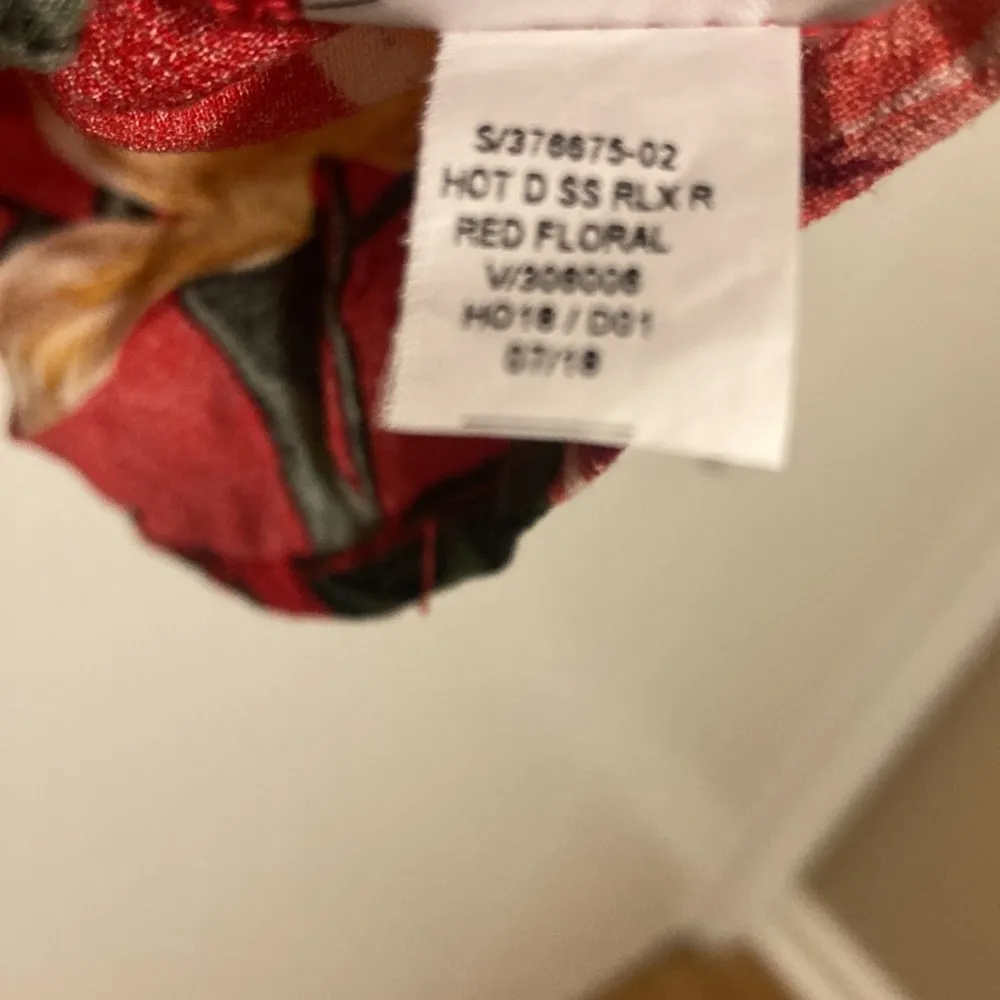 S/376675-02
HOT D SS RLX R
RED FLORAL
V/306006
HO18 / D01
07/18